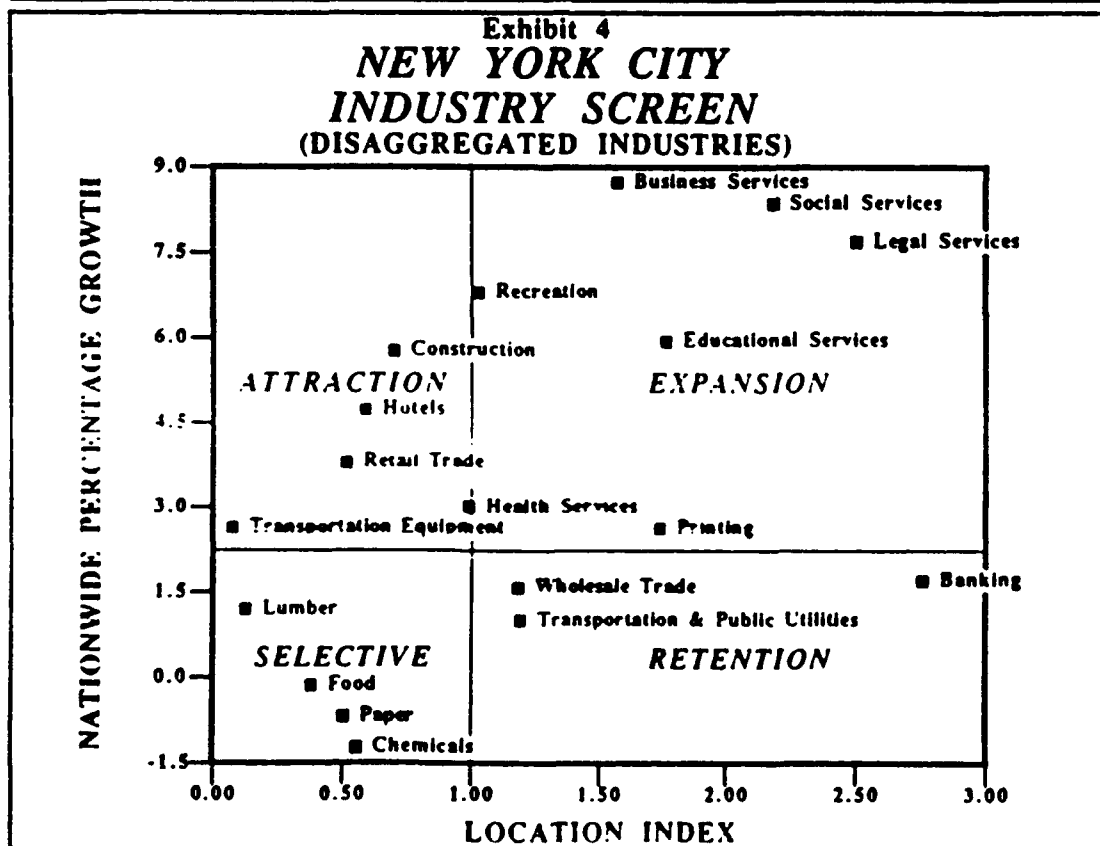 Exhibit 4
NEW YORK CITY
INDUSTRY SCREEN
(DISAGGREGATED INDUSTRIES)
NATIONWIDE PERCENTAGE GROWTH
9.0
7.5
6.0
4.5
3.0
1.5
0.0
-1.5
Business Services
Social Services
Legal Services
Recreation
Educational Services
Construction
ATTRACTION
EXPANSION
Hotels
Retail Trade
Health Services
Transportation Equipment
Printing
Wholesale Trade
Banking
Lumber
Transportation & Public Utilities
SELECTIVE
RETENTION
Food
Paper
Chemicals
0.00 0.50 1.00 1.50 2.00 2.50 3.00
LOCATION INDEX